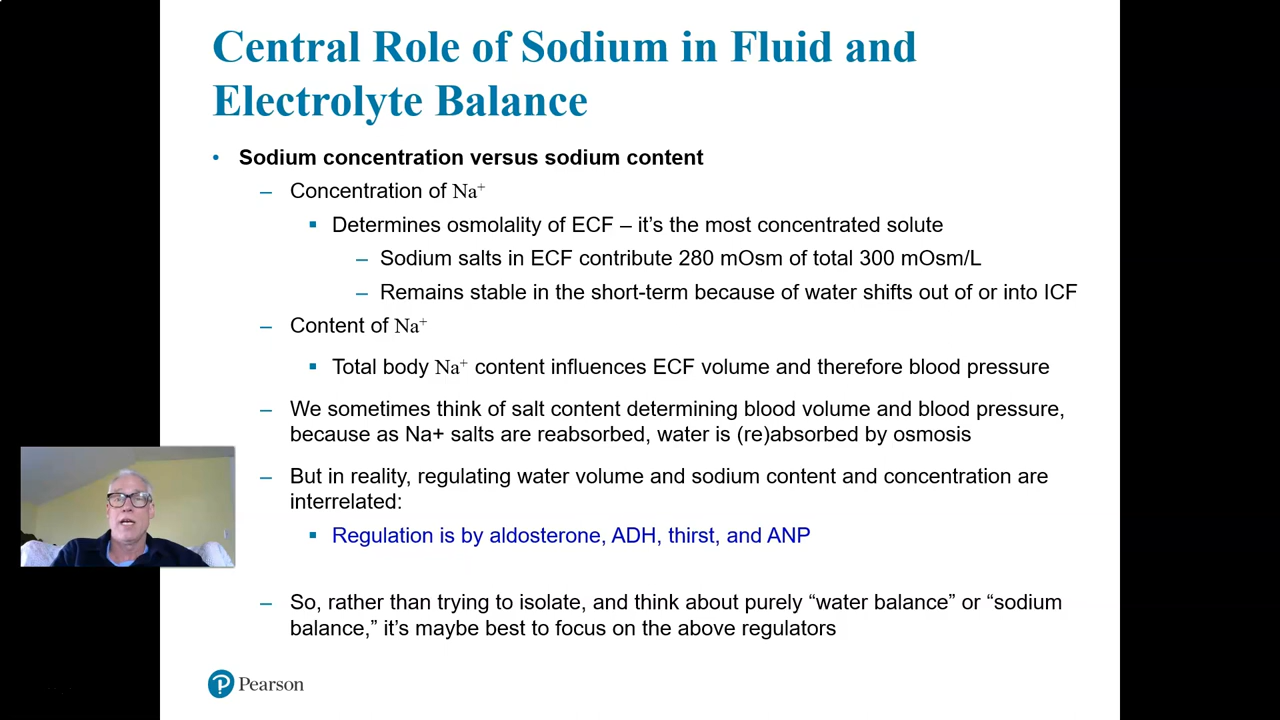 Central Role of Sodium in Fluid and
Electrolyte Balance
• Sodium concentration versus sodium content
– Concentration of Na⁺
▪ Determines osmolality of ECF – it’s the most concentrated solute
– Sodium salts in ECF contribute 280 mOsm of total 300 mOsm/L
– Remains stable in the short-term because of water shifts out of or into ICF
– Content of Na⁺
▪ Total body Na⁺ content influences ECF volume and therefore blood pressure
– We sometimes think of salt content determining blood volume and blood pressure,
because as Na+ salts are reabsorbed, water is (re)absorbed by osmosis
– But in reality, regulating water volume and sodium content and concentration are
interrelated:
▪ Regulation is by aldosterone, ADH, thirst, and ANP
– So, rather than trying to isolate, and think about purely “water balance” or “sodium
balance,” it’s maybe best to focus on the above regulators
Pearson